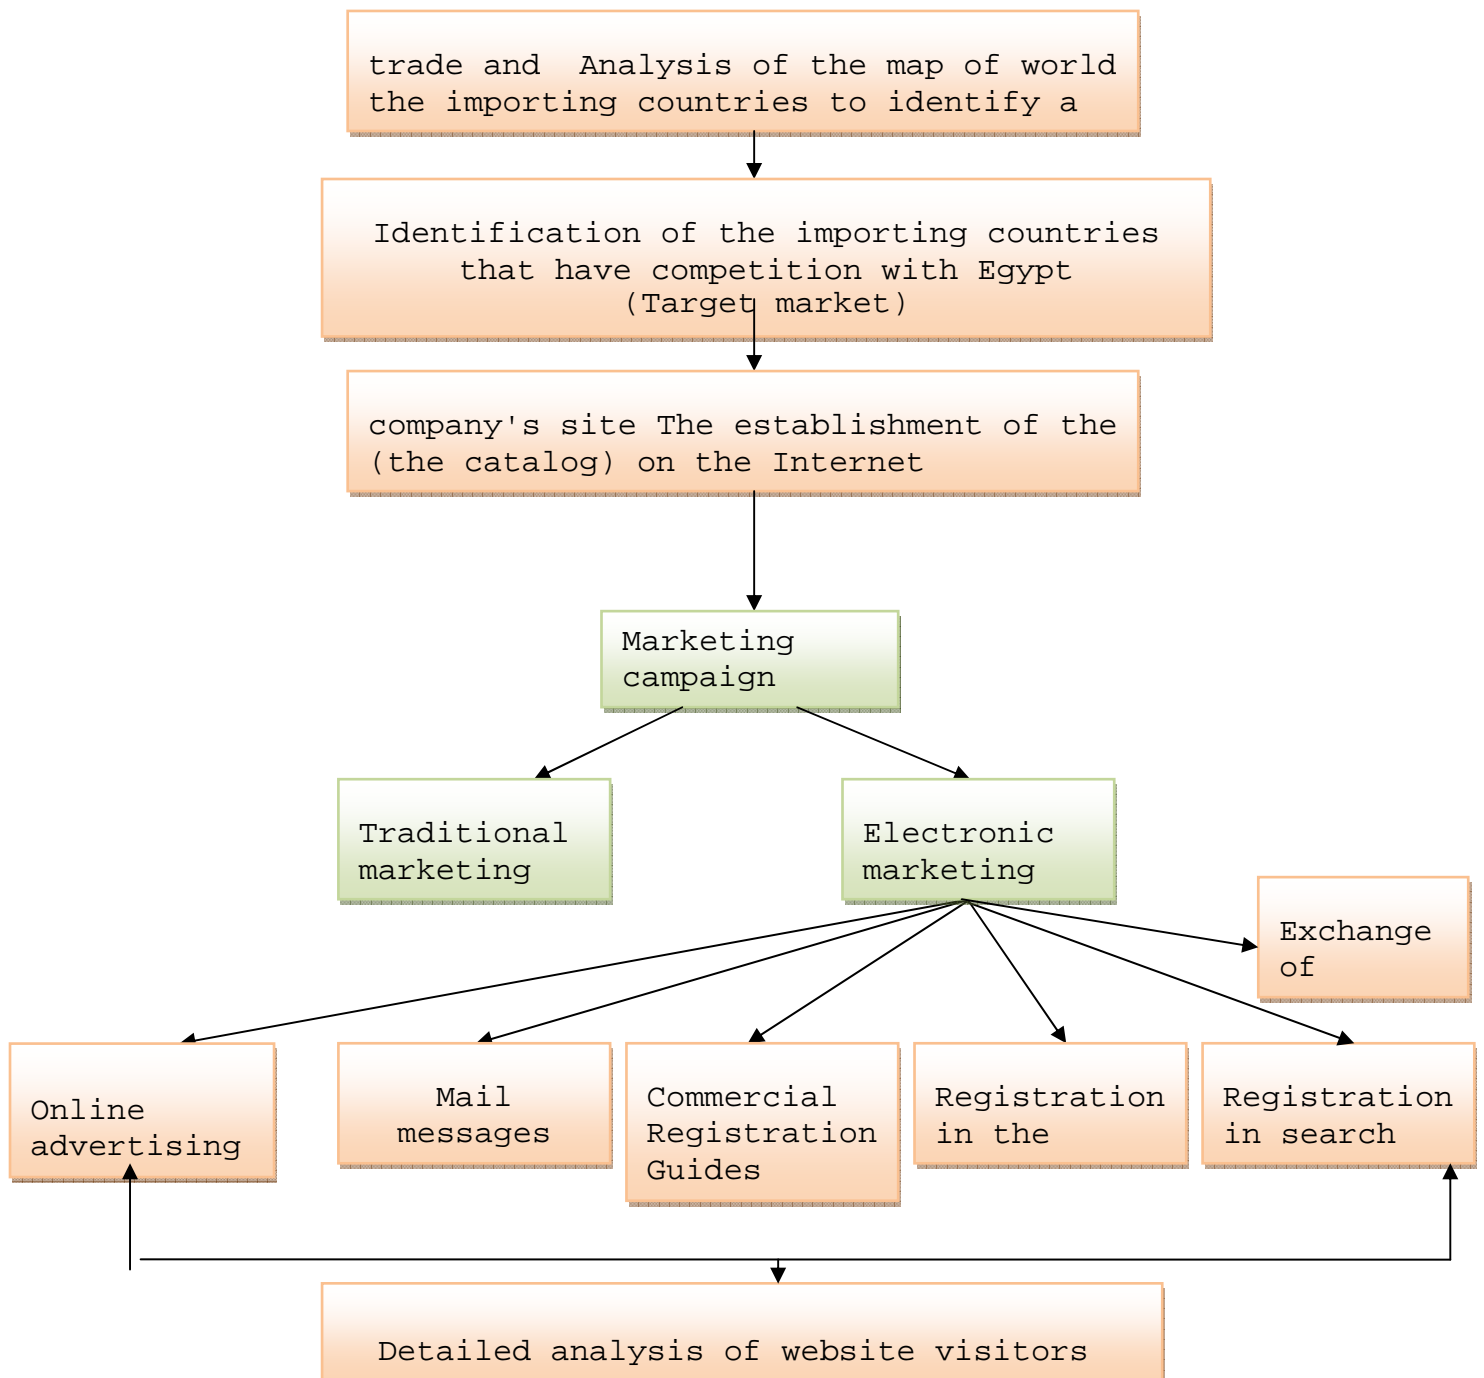 trade and  Analysis of the map of world
the importing countries to identify a
Identification of the importing countries
that have competition with Egypt
(Target market)
company's site The establishment of the
(the catalog) on the Internet
Marketing
campaign
Traditional
marketing
Electronic
marketing
Exchange
of
Online
advertising
Mail
messages
Commercial
Registration
Guides
Registration
in the
Registration
in search
Detailed analysis of website visitors